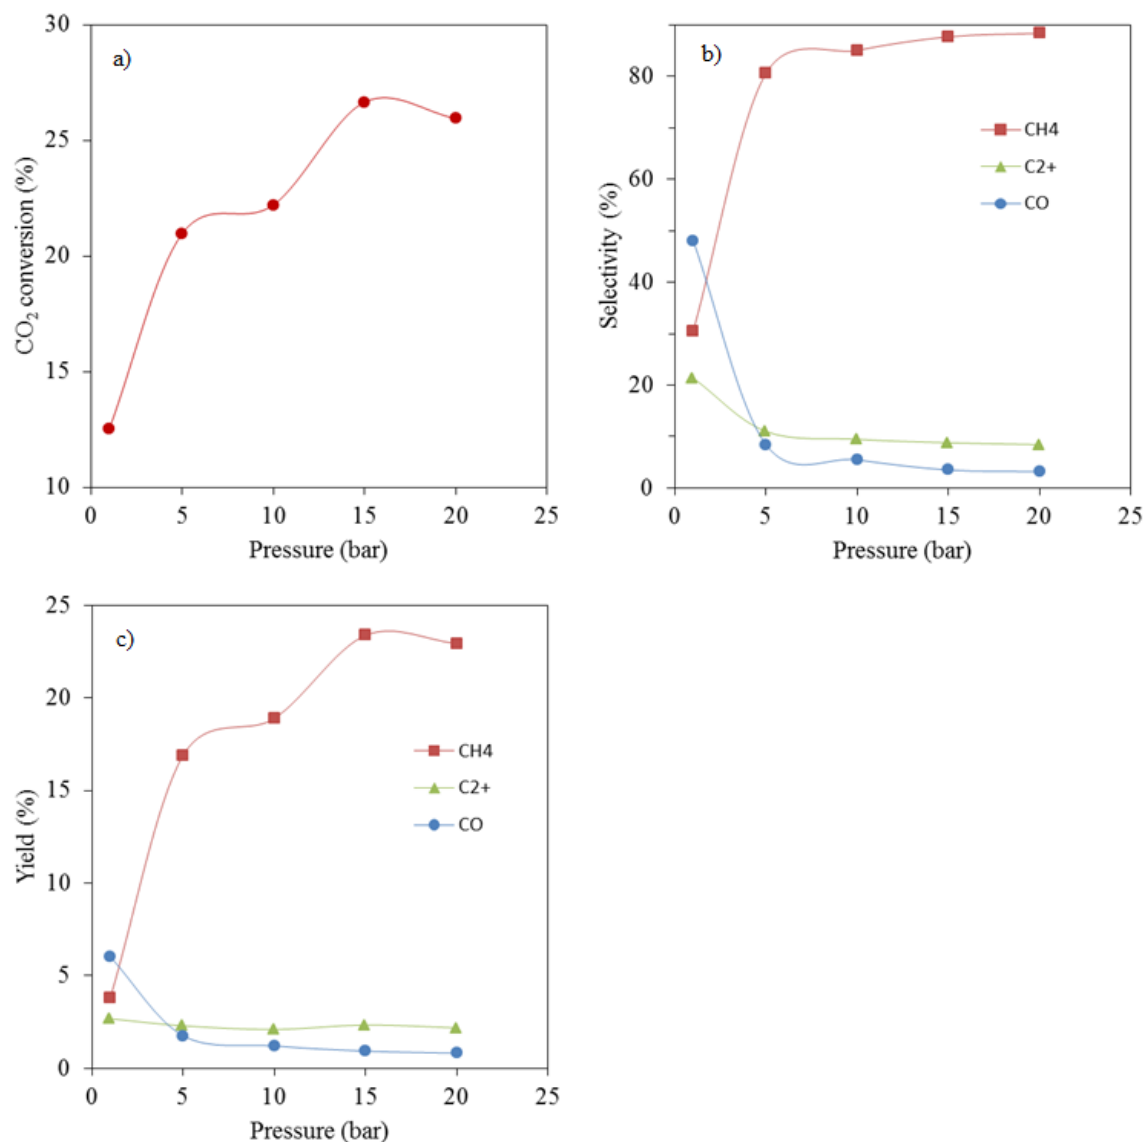 a)
30
25
20
15
10
CO2 conversion (%)
0 5 10 15 20 25
Pressure (bar)
b)
80
60
40
20
0
Selectivity (%)
CH4
C2+
CO
0 5 10 15 20 25
Pressure (bar)
c)
25
20
15
10
5
0
Yield (%)
CH4
C2+
CO
0 5 10 15 20 25
Pressure (bar)